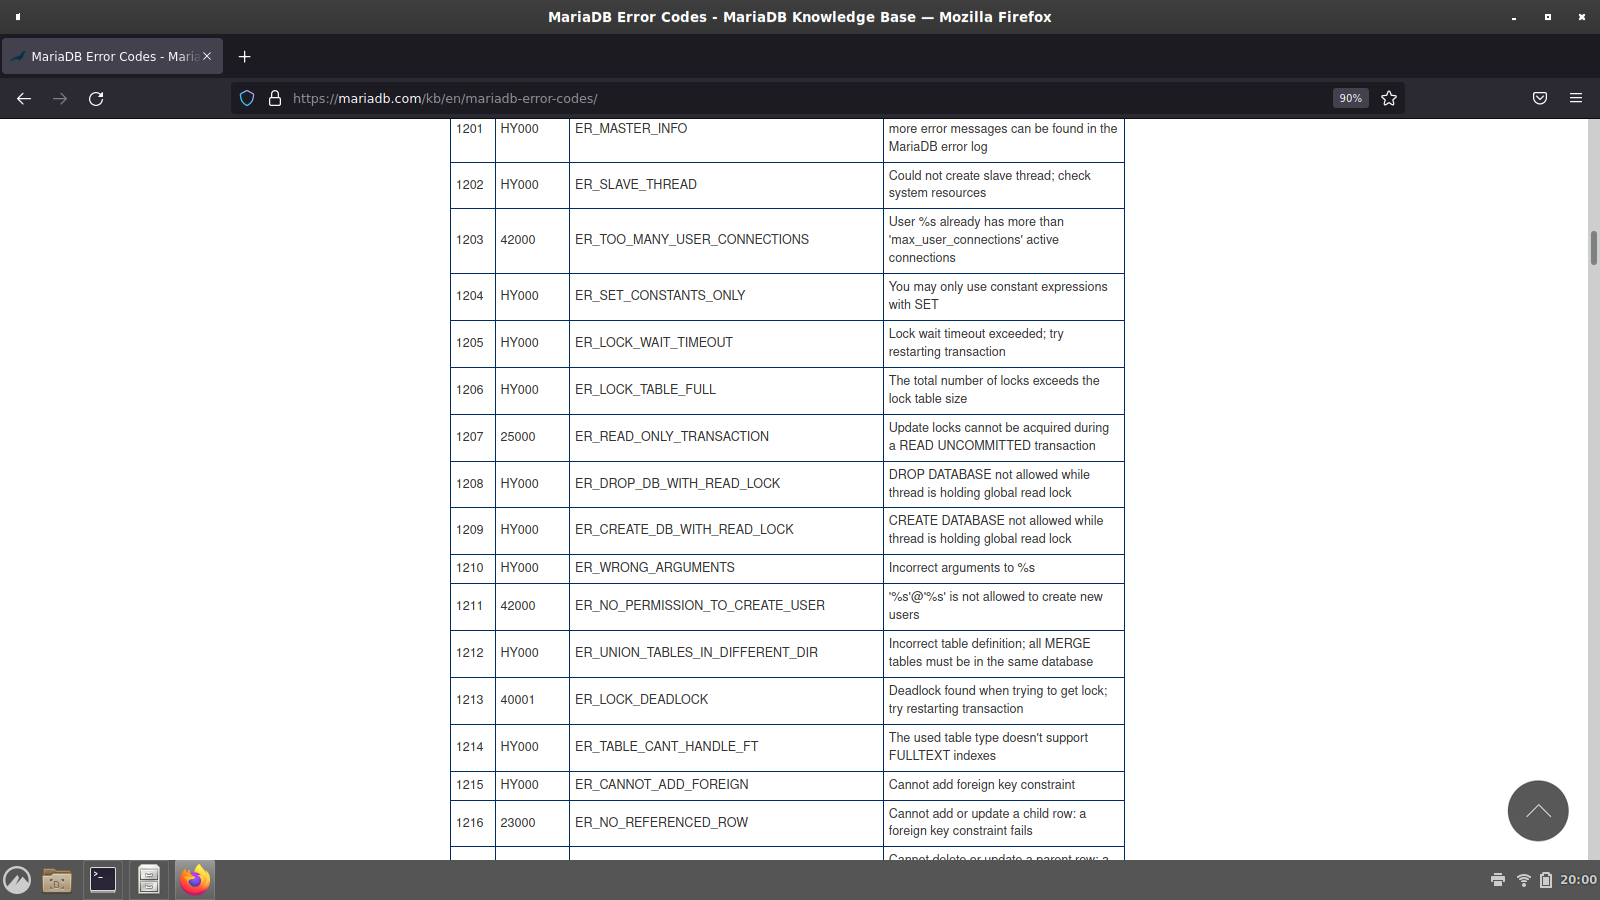 MariaDB Error Codes - MariaDB Knowledge Base — Mozilla Firefox
MariaDB Error Codes - Maria
https://mariadb.com/kb/en/mariadb-error-codes/
90%
1201 HY000 ER_MASTER_INFO more error messages can be found in the
MariaDB error log
1202 HY000 ER_SLAVE_THREAD Could not create slave thread; check
system resources
1203 42000 ER_TOO_MANY_USER_CONNECTIONS User %s already has more than
'max_user_connections' active
connections
1204 HY000 ER_SET_CONSTANTS_ONLY You may only use constant expressions
with SET
1205 HY000 ER_LOCK_WAIT_TIMEOUT Lock wait timeout exceeded; try
restarting transaction
1206 HY000 ER_LOCK_TABLE_FULL The total number of locks exceeds the
lock table size
1207 25000 ER_READ_ONLY_TRANSACTION Update locks cannot be acquired during
a READ UNCOMMITTED transaction
1208 HY000 ER_DROP_DB_WITH_READ_LOCK DROP DATABASE not allowed while
thread is holding global read lock
1209 HY000 ER_CREATE_DB_WITH_READ_LOCK CREATE DATABASE not allowed while
thread is holding global read lock
1210 HY000 ER_WRONG_ARGUMENTS Incorrect arguments to %s
1211 42000 ER_NO_PERMISSION_TO_CREATE_USER '%s'@'%s' is not allowed to create new
users
1212 HY000 ER_UNION_TABLES_IN_DIFFERENT_DIR Incorrect table definition; all MERGE
tables must be in the same database
1213 40001 ER_LOCK_DEADLOCK Deadlock found when trying to get lock;
try restarting transaction
1214 HY000 ER_TABLE_CANT_HANDLE_FT The used table type doesn't support
FULLTEXT indexes
1215 HY000 ER_CANNOT_ADD_FOREIGN Cannot add foreign key constraint
1216 23000 ER_NO_REFERENCED_ROW Cannot add or update a child row: a
foreign key constraint fails
Cannot delete or update a parent row: a
20:00